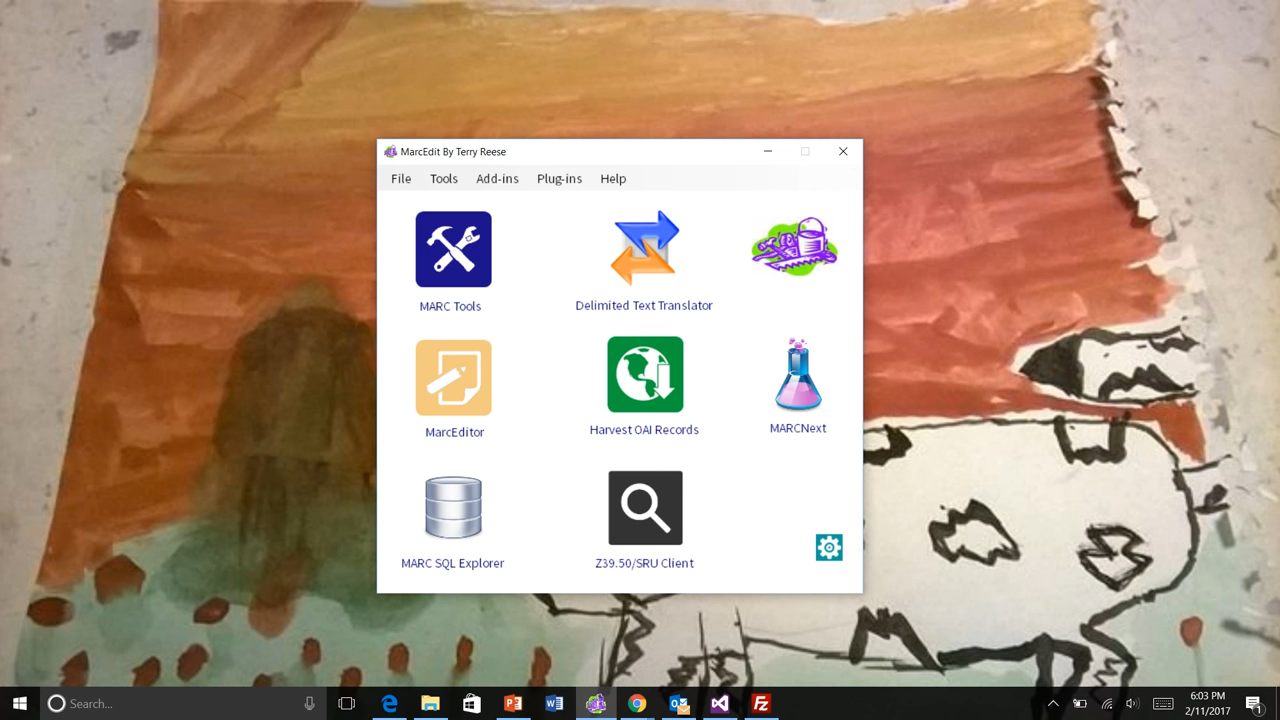 MarcEdit By Terry Reese
File Tools Add-ins Plug-ins Help
MARC Tools
Delimited Text Translator
MarcEditor
Harvest OAI Records
MARCNext
MARC SQL Explorer
Z39.50/SRU Client
Search...
6:03 PM
2/11/2017
1